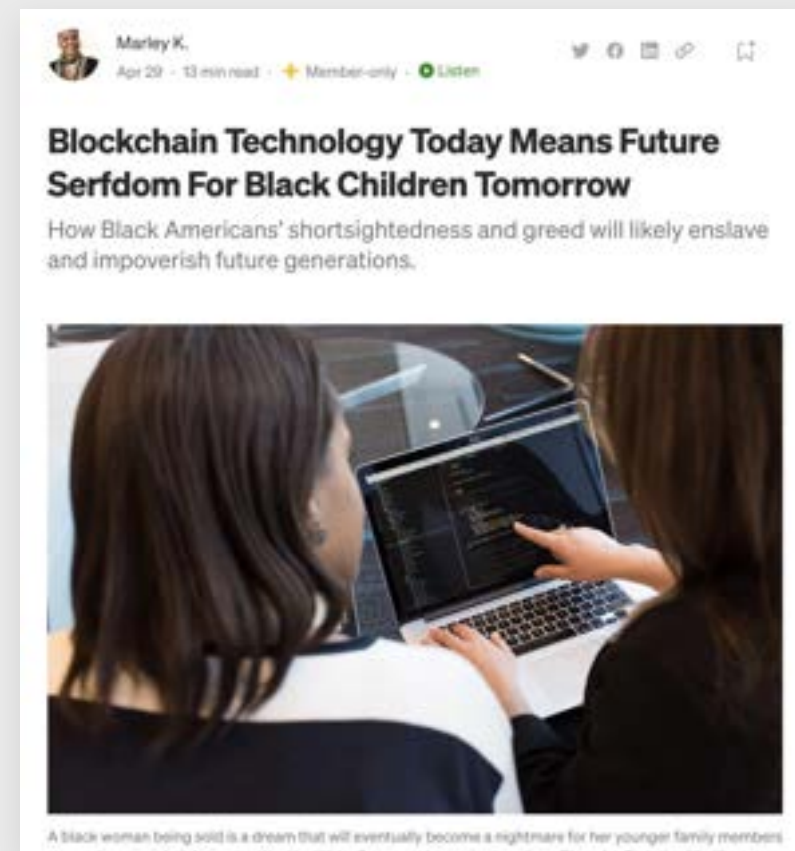 Marley K.
Apr 29 · 13 min read · Member-only · Listen
Blockchain Technology Today Means Future
Serfdom For Black Children Tomorrow
How Black Americans' shortsightedness and greed will likely enslave
and impoverish future generations.
A black woman being sold is a dream that will eventually become a nightmare for her younger family members